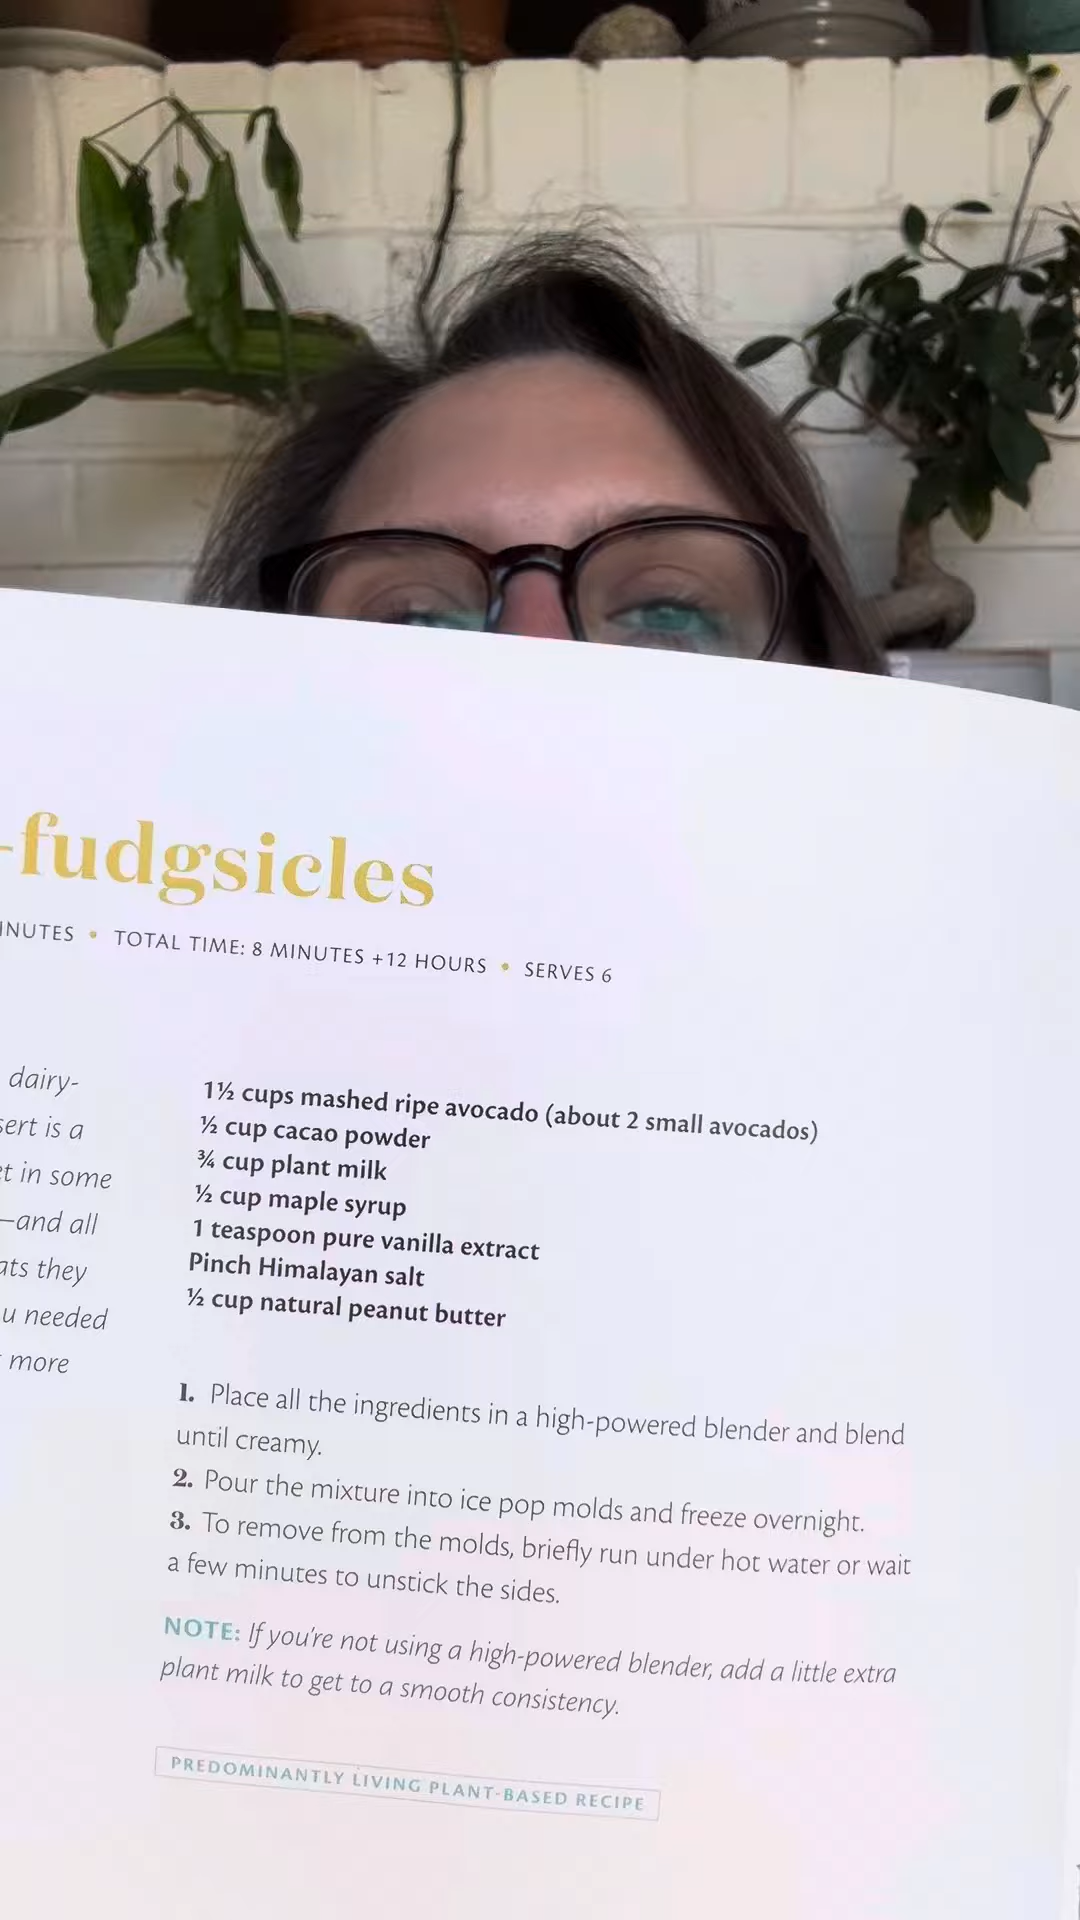 -fudgsicles
INUTES • TOTAL TIME: 8 MINUTES +12 HOURS • SERVES 6
dairy-
is a
in some
—and all
they
needed
more
1½ cups mashed ripe avocado (about 2 small avocados)
½ cup cacao powder
¾ cup plant milk
½ cup maple syrup
1 teaspoon pure vanilla extract
Pinch Himalayan salt
½ cup natural peanut butter
1. Place all the ingredients in a high-powered blender and blend
until creamy.
2. Pour the mixture into ice pop molds and freeze overnight.
3. To remove from the molds, briefly run under hot water or wait
a few minutes to unstick the sides.
NOTE: If you're not using a high-powered blender, add a little extra
plant milk to get to a smooth consistency.
PREDOMINANTLY LIVING PLANT-BASED RECIPE